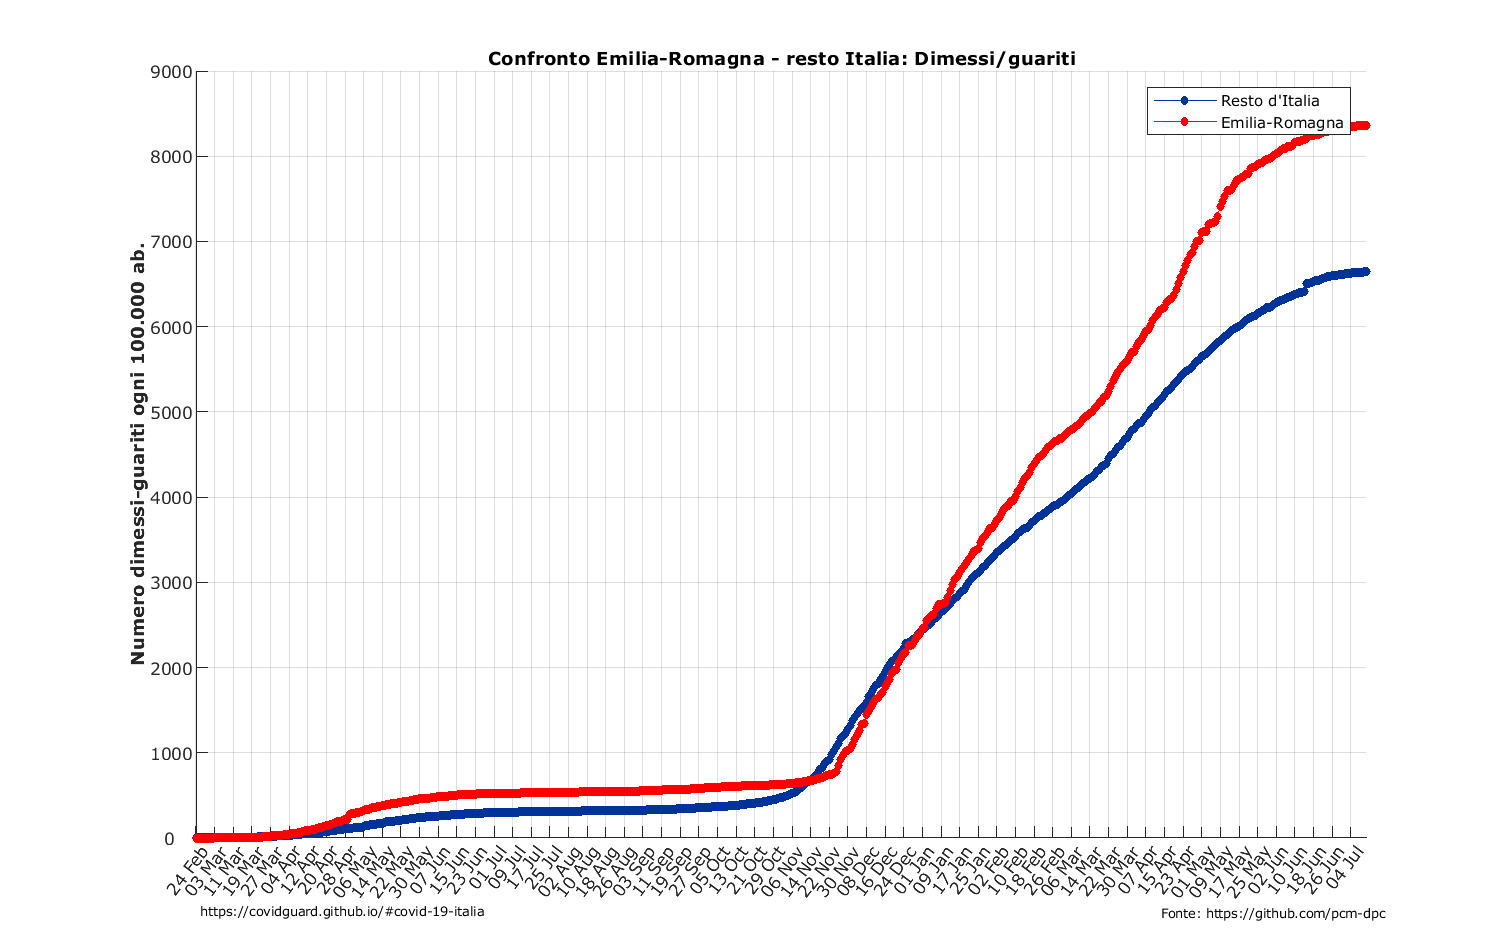 Confronto Emilia-Romagna - resto Italia: Dimessi/guariti
Resto d'Italia
Emilia-Romagna
Numero dimessi-guariti ogni 100.000 ab.
9000
8000
7000
6000
5000
4000
3000
2000
1000
0
24 Feb
03 Mar
11 Mar
19 Mar
27 Mar
04 Apr
12 Apr
20 Apr
28 Apr
06 May
14 May
22 May
30 May
07 Jun
15 Jun
23 Jun
01 Jul
09 Jul
17 Jul
25 Jul
02 Aug
10 Aug
18 Aug
26 Aug
03 Sep
11 Sep
19 Sep
27 Sep
05 Oct
13 Oct
21 Oct
29 Oct
06 Nov
14 Nov
22 Nov
30 Nov
08 Dec
16 Dec
24 Dec
01 Jan
09 Jan
17 Jan
25 Jan
02 Feb
10 Feb
18 Feb
26 Feb
06 Mar
14 Mar
22 Mar
30 Mar
07 Apr
15 Apr
23 Apr
01 May
09 May
17 May
25 May
02 Jun
10 Jun
18 Jun
26 Jun
04 Jul
https://covidguard.github.io/#covid-19-italia
Fonte: https://github.com/pcm-dpc